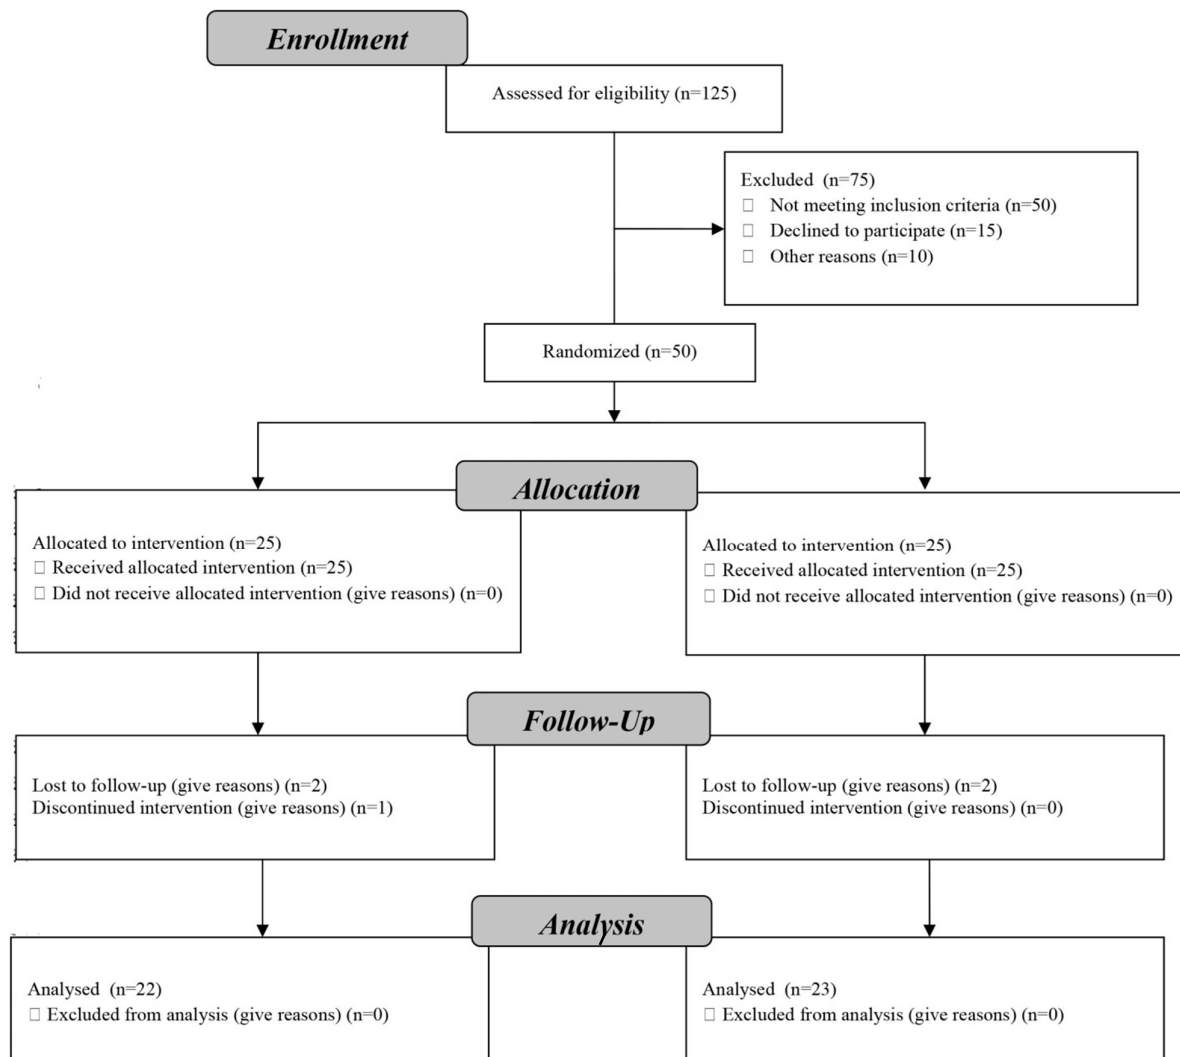 Enrollment
Assessed for eligibility (n=125)
Excluded (n=75)
□ Not meeting inclusion criteria (n=50)
□ Declined to participate (n=15)
□ Other reasons (n=10)
Randomized (n=50)
Allocation
Allocated to intervention (n=25)
□ Received allocated intervention (n=25)
□ Did not receive allocated intervention (give reasons) (n=0)
Allocated to intervention (n=25)
□ Received allocated intervention (n=25)
□ Did not receive allocated intervention (give reasons) (n=0)
Follow-Up
Lost to follow-up (give reasons) (n=2)
Discontinued intervention (give reasons) (n=1)
Lost to follow-up (give reasons) (n=2)
Discontinued intervention (give reasons) (n=0)
Analysis
Analysed (n=22)
□ Excluded from analysis (give reasons) (n=0)
Analysed (n=23)
□ Excluded from analysis (give reasons) (n=0)